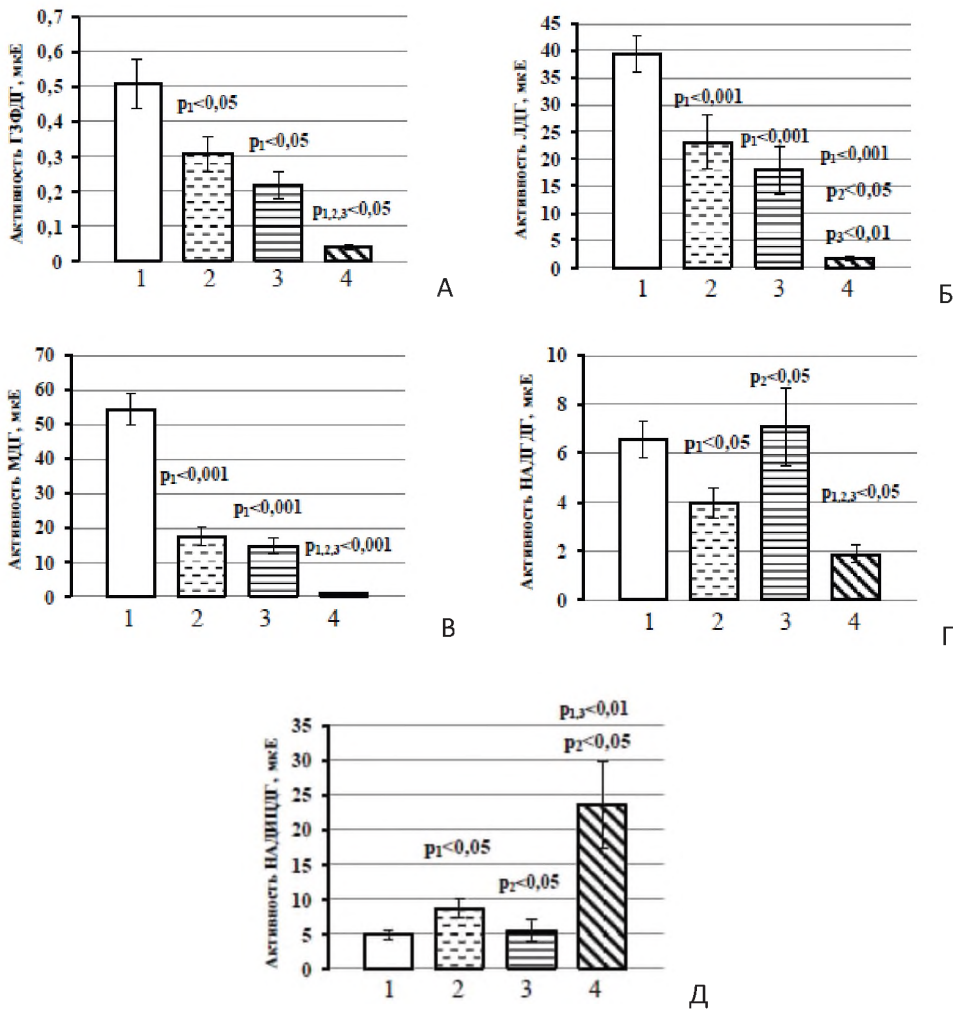 Активность Г3ФДГ, мкЕ
0,7
0,6
0,5
0,4
0,3
0,2
0,1
0
p1<0,05
p1<0,05
p1,2,3<0,05
1 2 3 4
А
Активность ЛДГ, мкЕ
45
40
35
30
25
20
15
10
5
0
p1<0,001
p1<0,001
p1<0,001
p2<0,05
p3<0,01
1 2 3 4
Б
Активность МДГ, мкЕ
70
60
50
40
30
20
10
0
p1<0,001
p1<0,001
p1,2,3<0,001
1 2 3 4
В
Активность НАДГДГ, мкЕ
10
8
6
4
2
0
p2<0,05
p1<0,05
p1,2,3<0,05
1 2 3 4
Г
Активность НАДИЦДГ, мкЕ
35
30
25
20
15
10
5
0
p1,3<0,01
p2<0,05
p1<0,05
p2<0,05
1 2 3 4
Д